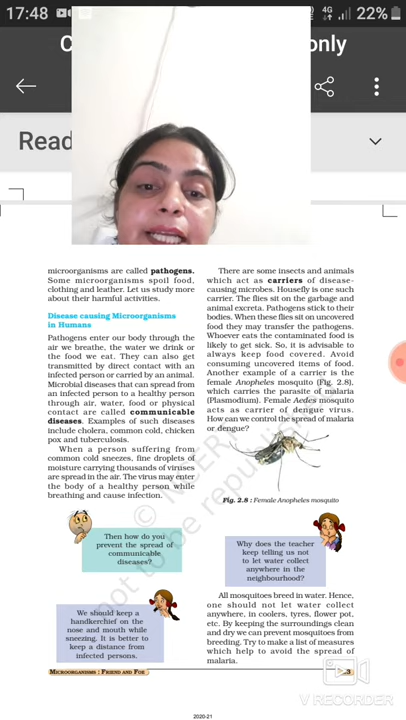 17:48
4G
22%
only
Read
microorganisms are called pathogens.
Some microorganisms spoil food,
clothing and leather. Let us study
more about their harmful activities.
Disease causing Microorganisms
in Humans
Pathogens enter our body through the
air we breathe, the water we drink or
the food we eat. They can also get
transmitted by direct contact with an
infected person or carried by an animal.
Microbial diseases that can spread from
an infected person to a healthy person
through air, water, food or physical
contact are called communicable
diseases. Examples of such diseases
include cholera, common cold, chicken
pox and tuberculosis.
When a person suffering from
common cold sneezes, fine droplets of
moisture carrying thousands of viruses
are spread in the air. The virus may enter
the body of a healthy person while
breathing and cause infection.
Then how do you
prevent the spread of
communicable
diseases?
We should keep a
handkerchief on the
nose and mouth while
sneezing. It is better to
keep a distance from
infected persons.
There are some insects and animals
which act as carriers of disease-
causing microbes. Housefly is one such
carrier. The flies sit on the garbage and
animal excreta. Pathogens stick to their
bodies. When these flies sit on uncovered
food they may transfer the pathogens.
Whoever eats the contaminated food is
likely to get sick. So, it is advisable to
always keep food covered. Avoid
consuming uncovered items of food.
Another example of a carrier is the
female Anopheles mosquito (Fig. 2.8),
which carries the parasite of malaria
(Plasmodium). Female Aedes mosquito
acts as carrier of dengue virus.
How can we control the spread of malaria
or dengue?
Fig. 2.8 : Female Anopheles mosquito
Why does the teacher
keep telling us not
to let water collect
anywhere in the
neighbourhood?
All mosquitoes breed in water. Hence,
one should not let water collect
anywhere, in coolers, tyres, flower pot,
etc. By keeping the surroundings clean
and dry we can prevent mosquitoes from
breeding. Try to make a list of measures
which help to avoid the spread of
malaria.
Microorganisms : Friend and Foe
2020-21
V RECORDER